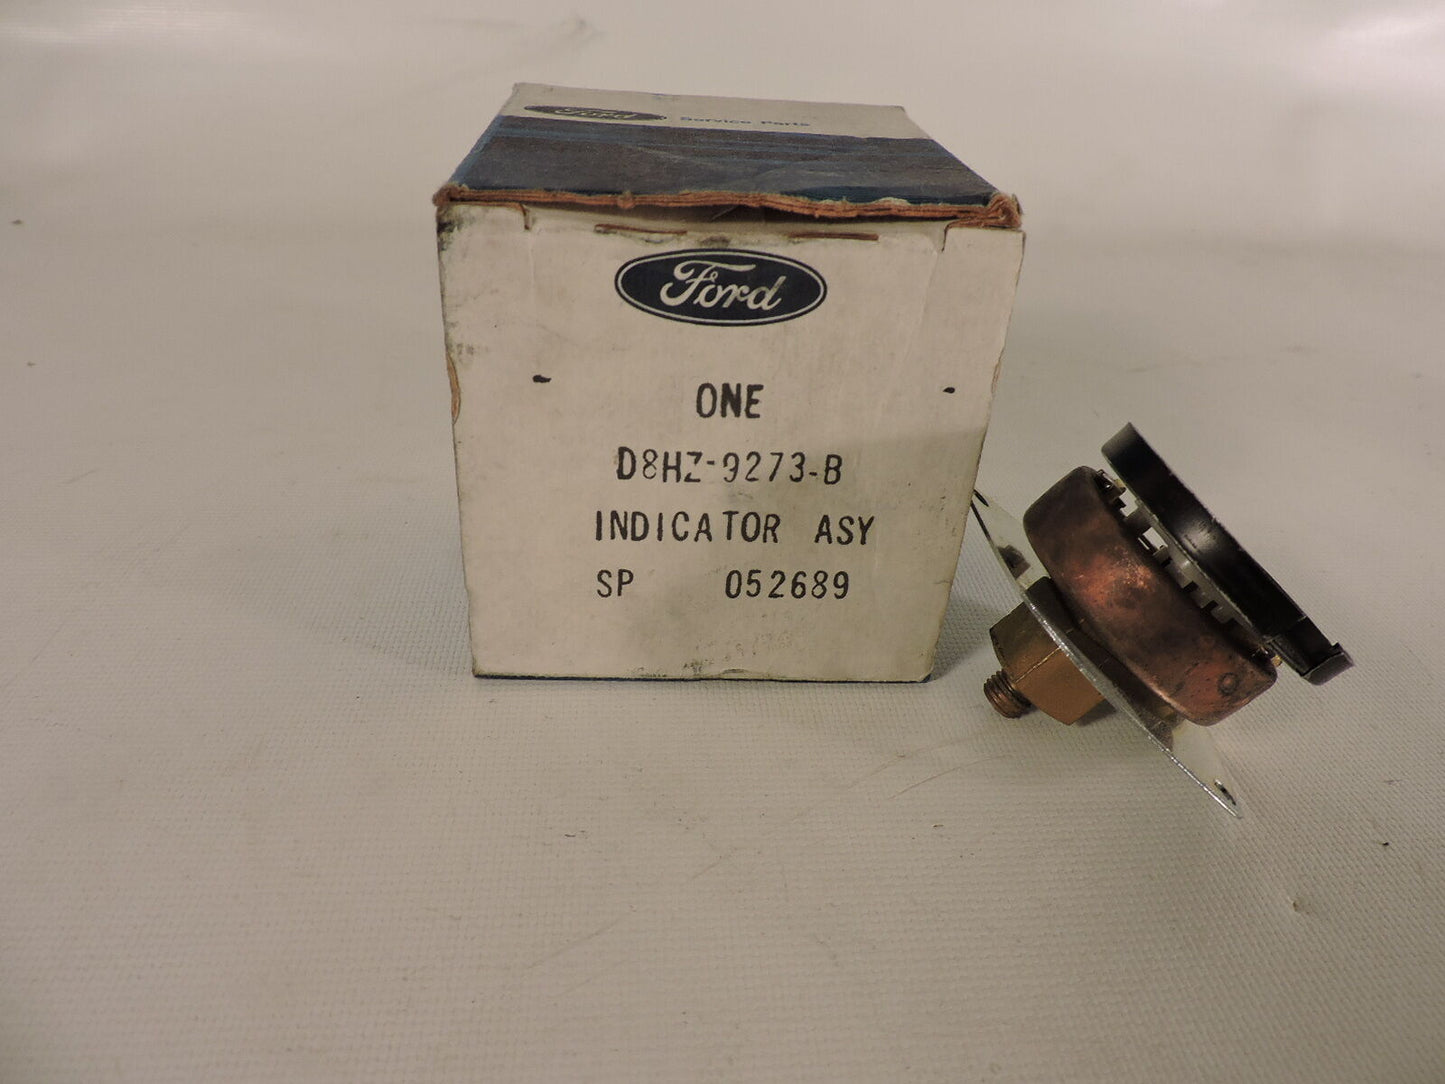 Ford Service Parts
Ford
ONE
D8HZ-9273-B
INDICATOR ASY
SP 052689